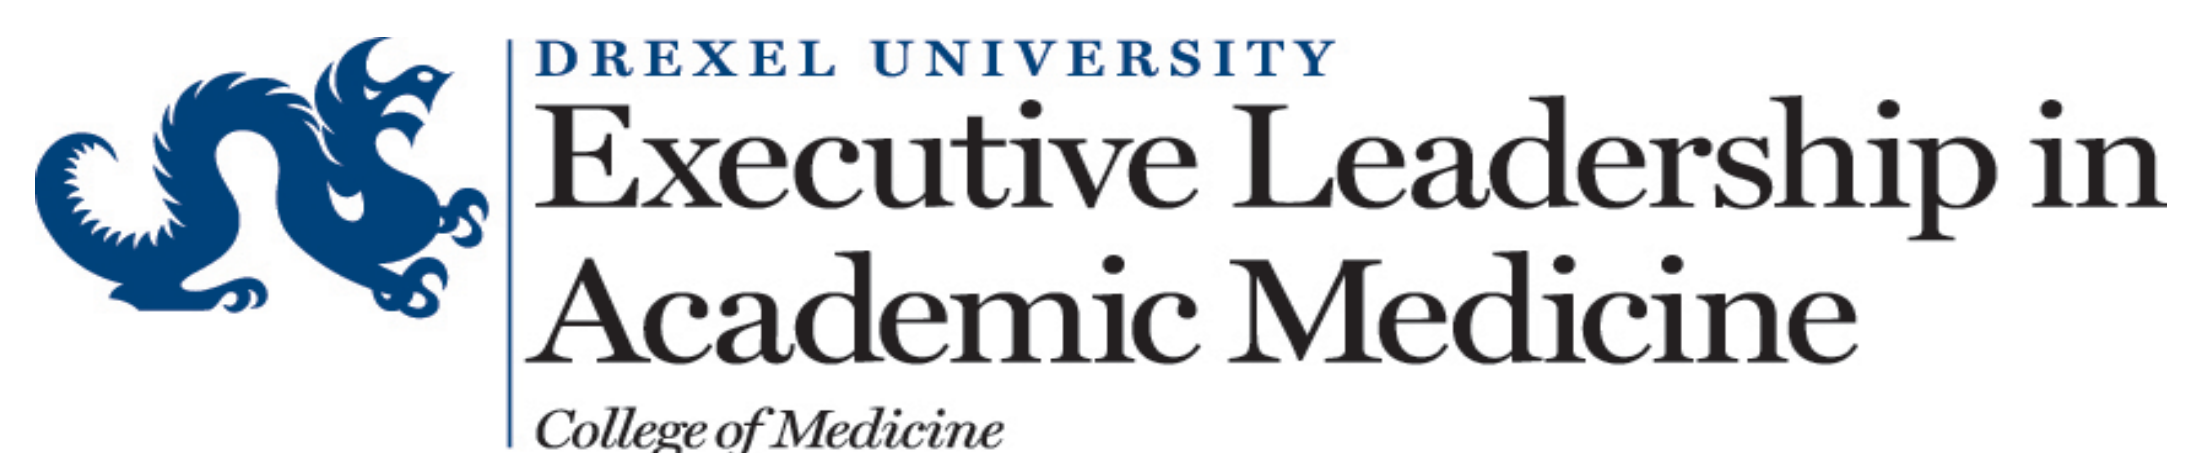 DREXEL UNIVERSITY
Executive Leadership in
Academic Medicine
College of Medicine